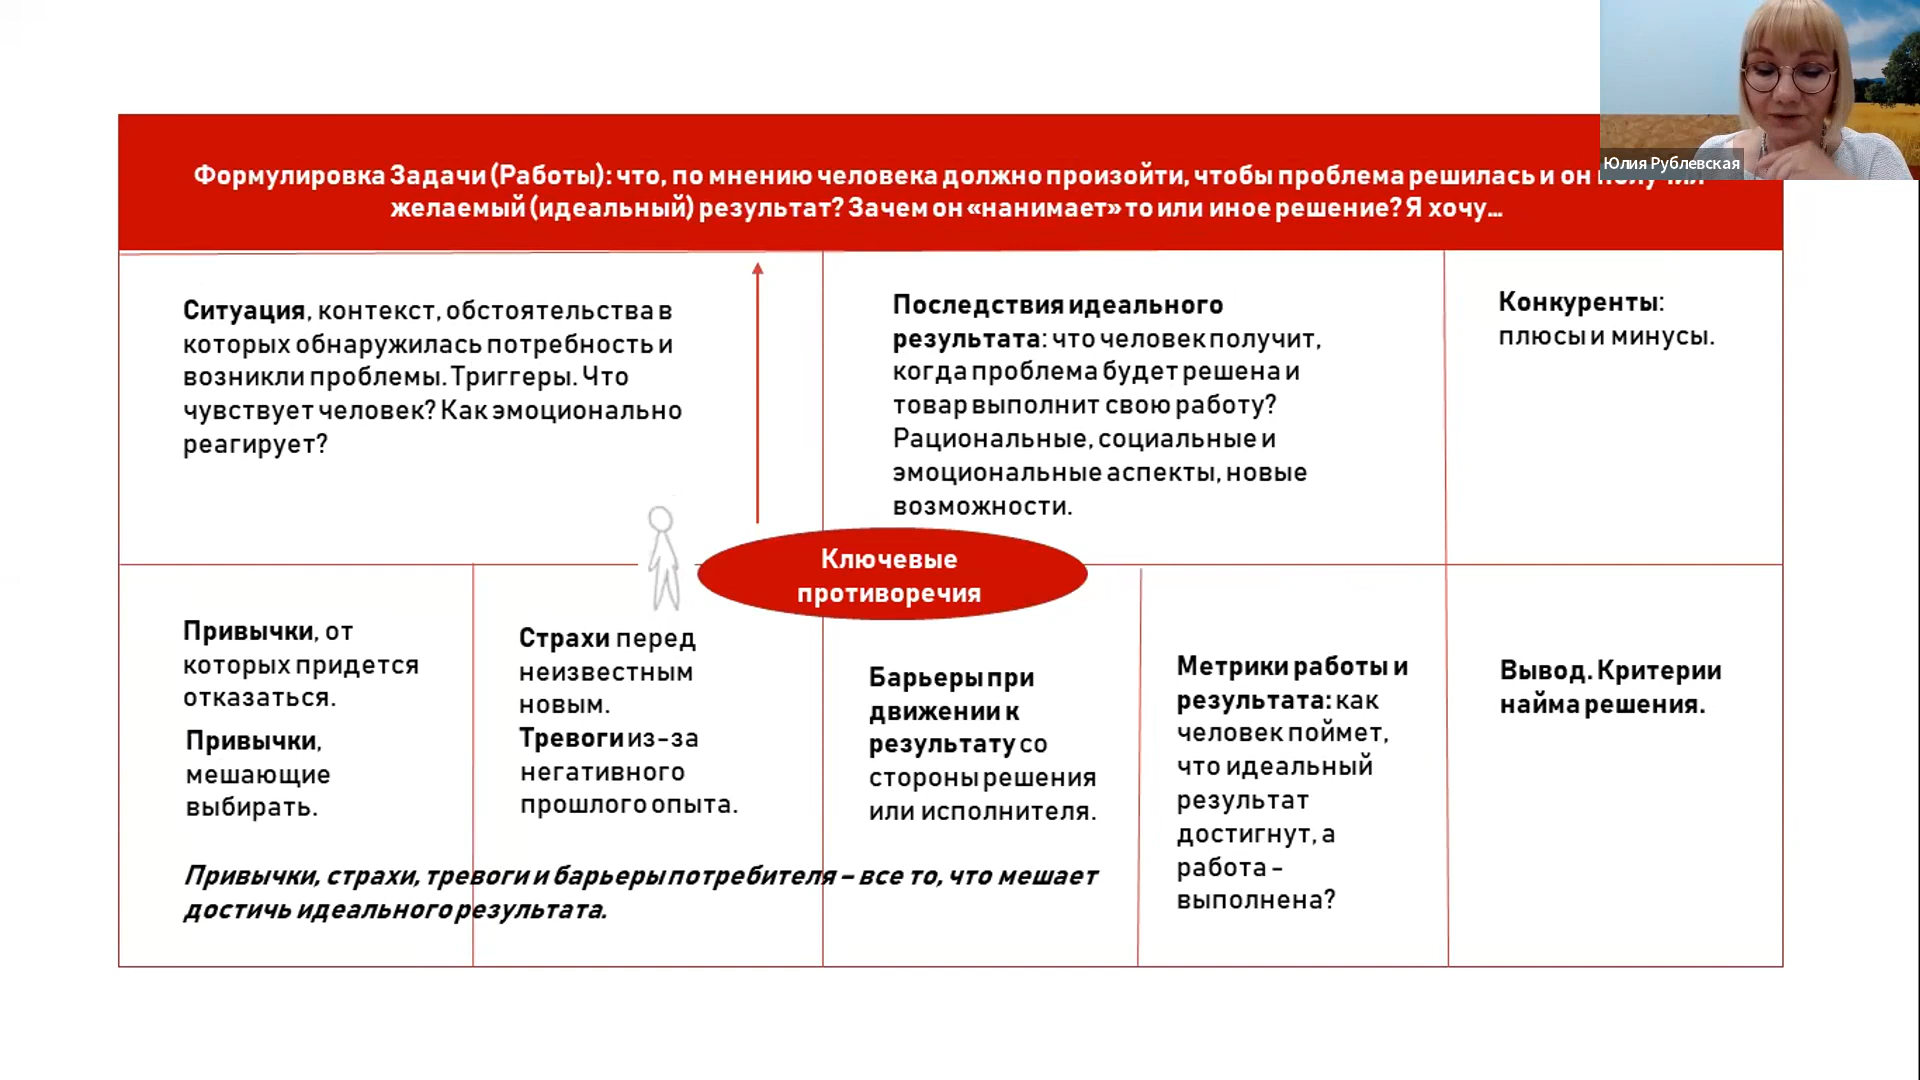 Юлия Рублевская
Формулировка Задачи (Работы): что, по мнению человека должно произойти, чтобы проблема решилась и он
желаемый (идеальный) результат? Зачем он «нанимает» то или иное решение? Я хочу...
Ситуация, контекст, обстоятельства в
которых обнаружилась потребность и
возникли проблемы. Триггеры. Что
чувствует человек? Как эмоционально
реагирует?
Последствия идеального
результата: что человек получит,
когда проблема будет решена и
товар выполнит свою работу?
Рациональные, социальные и
эмоциональные аспекты, новые
возможности.
Конкуренты:
плюсы и минусы.
Ключевые
противоречия
Привычки, от
которых придется
отказаться.
Привычки,
мешающие
выбирать.
Страхи перед
неизвестным
новым.
Тревоги из-за
негативного
прошлого опыта.
Барьеры при
движении к
результату со
стороны решения
или исполнителя.
Метрики работы и
результата: как
человек поймет,
что идеальный
результат
достигнут, а
работа –
выполнена?
Вывод. Критерии
найма решения.
Привычки, страхи, тревоги и барьеры потребителя – все то, что мешает
достичь идеального результата.